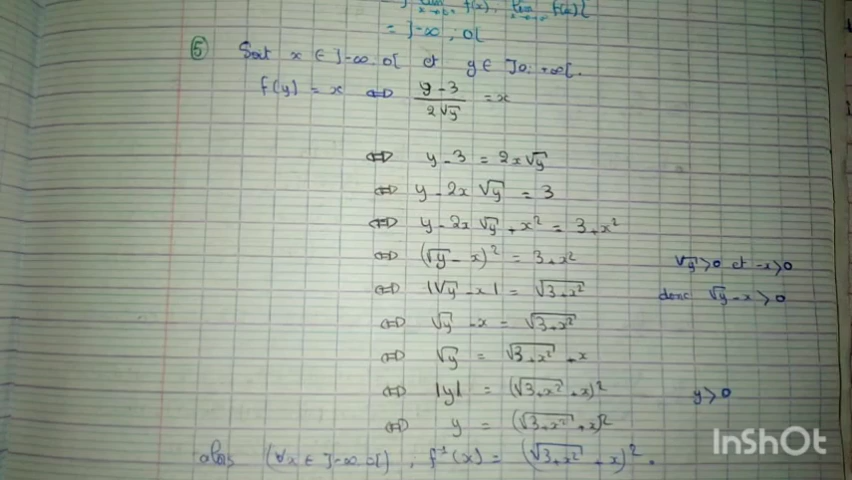 lim f(x), lim f(x)[
= ]-∞ ; 0[
⑤ Soit x ∈ ]-∞, 0[ et y ∈ ]0, +∞[.
f(y) = x ⇔ y - 3 / 2√y = x
⇔ y - 3 = 2x√y
⇔ y - 2x√y = 3
⇔ y - 2x√y + x² = 3 + x²
⇔ (√y - x)² = 3 + x² √y > 0 et -x > 0
⇔ |√y - x| = √3 + x² donc √y - x > 0
⇔ √y - x = √3 + x²
⇔ √y = √3 + x² + x
⇔ |y| = (√3 + x² + x)² y > 0
⇔ y = (√3 + x² + x)²
alors (∀x ∈ ]-∞, 0[) ; f⁻¹(x) = (√3 + x² + x)².
InShOt